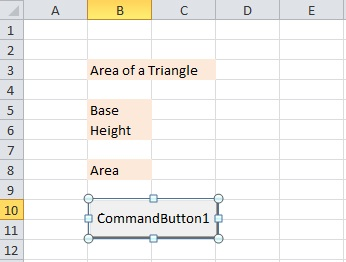 A B C D E
1
2
3 Area of a Triangle
4
5 Base
6 Height
7
8 Area
9
10 CommandButton1
11
12